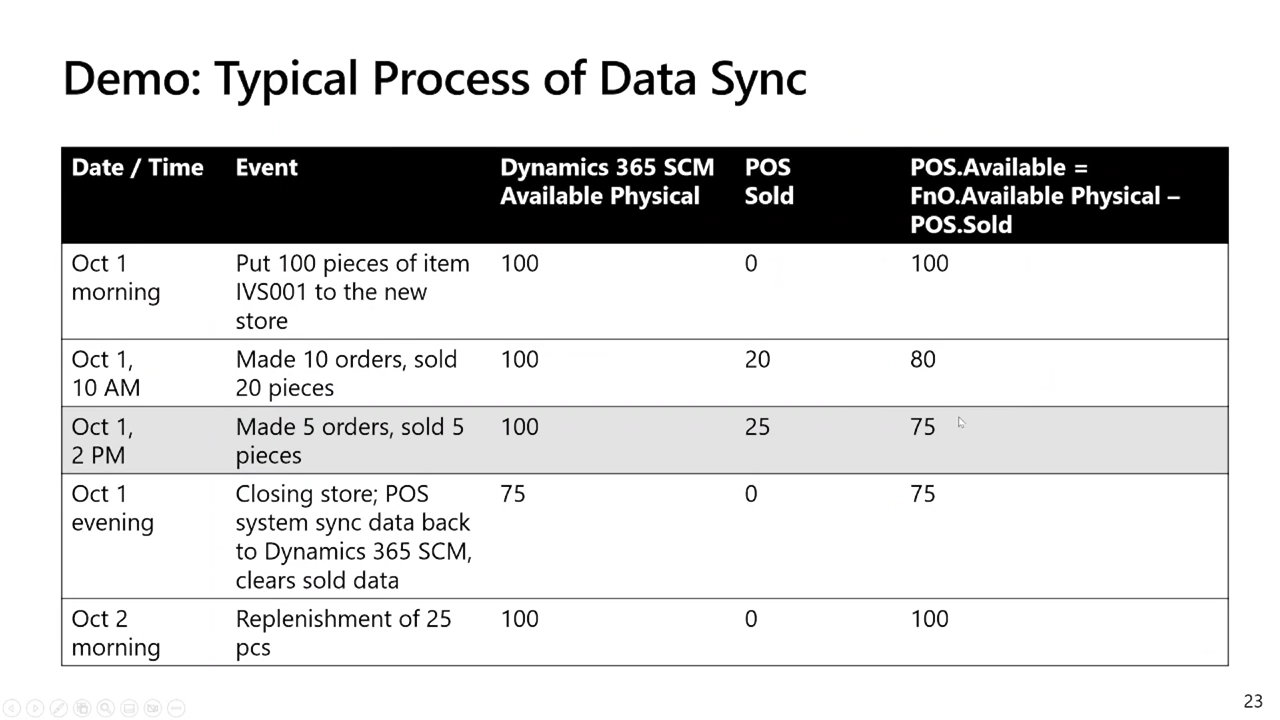 Demo: Typical Process of Data Sync
Date / Time
Event
Dynamics 365 SCM
Available Physical
POS
Sold
POS.Available =
FnO.Available Physical –
POS.Sold
Oct 1
morning
Put 100 pieces of item
IVS001 to the new
store
100
0
100
Oct 1,
10 AM
Made 10 orders, sold
20 pieces
100
20
80
Oct 1,
2 PM
Made 5 orders, sold 5
pieces
100
25
75
Oct 1
evening
Closing store; POS
system sync data back
to Dynamics 365 SCM,
clears sold data
75
0
75
Oct 2
morning
Replenishment of 25
pcs
100
0
100
23